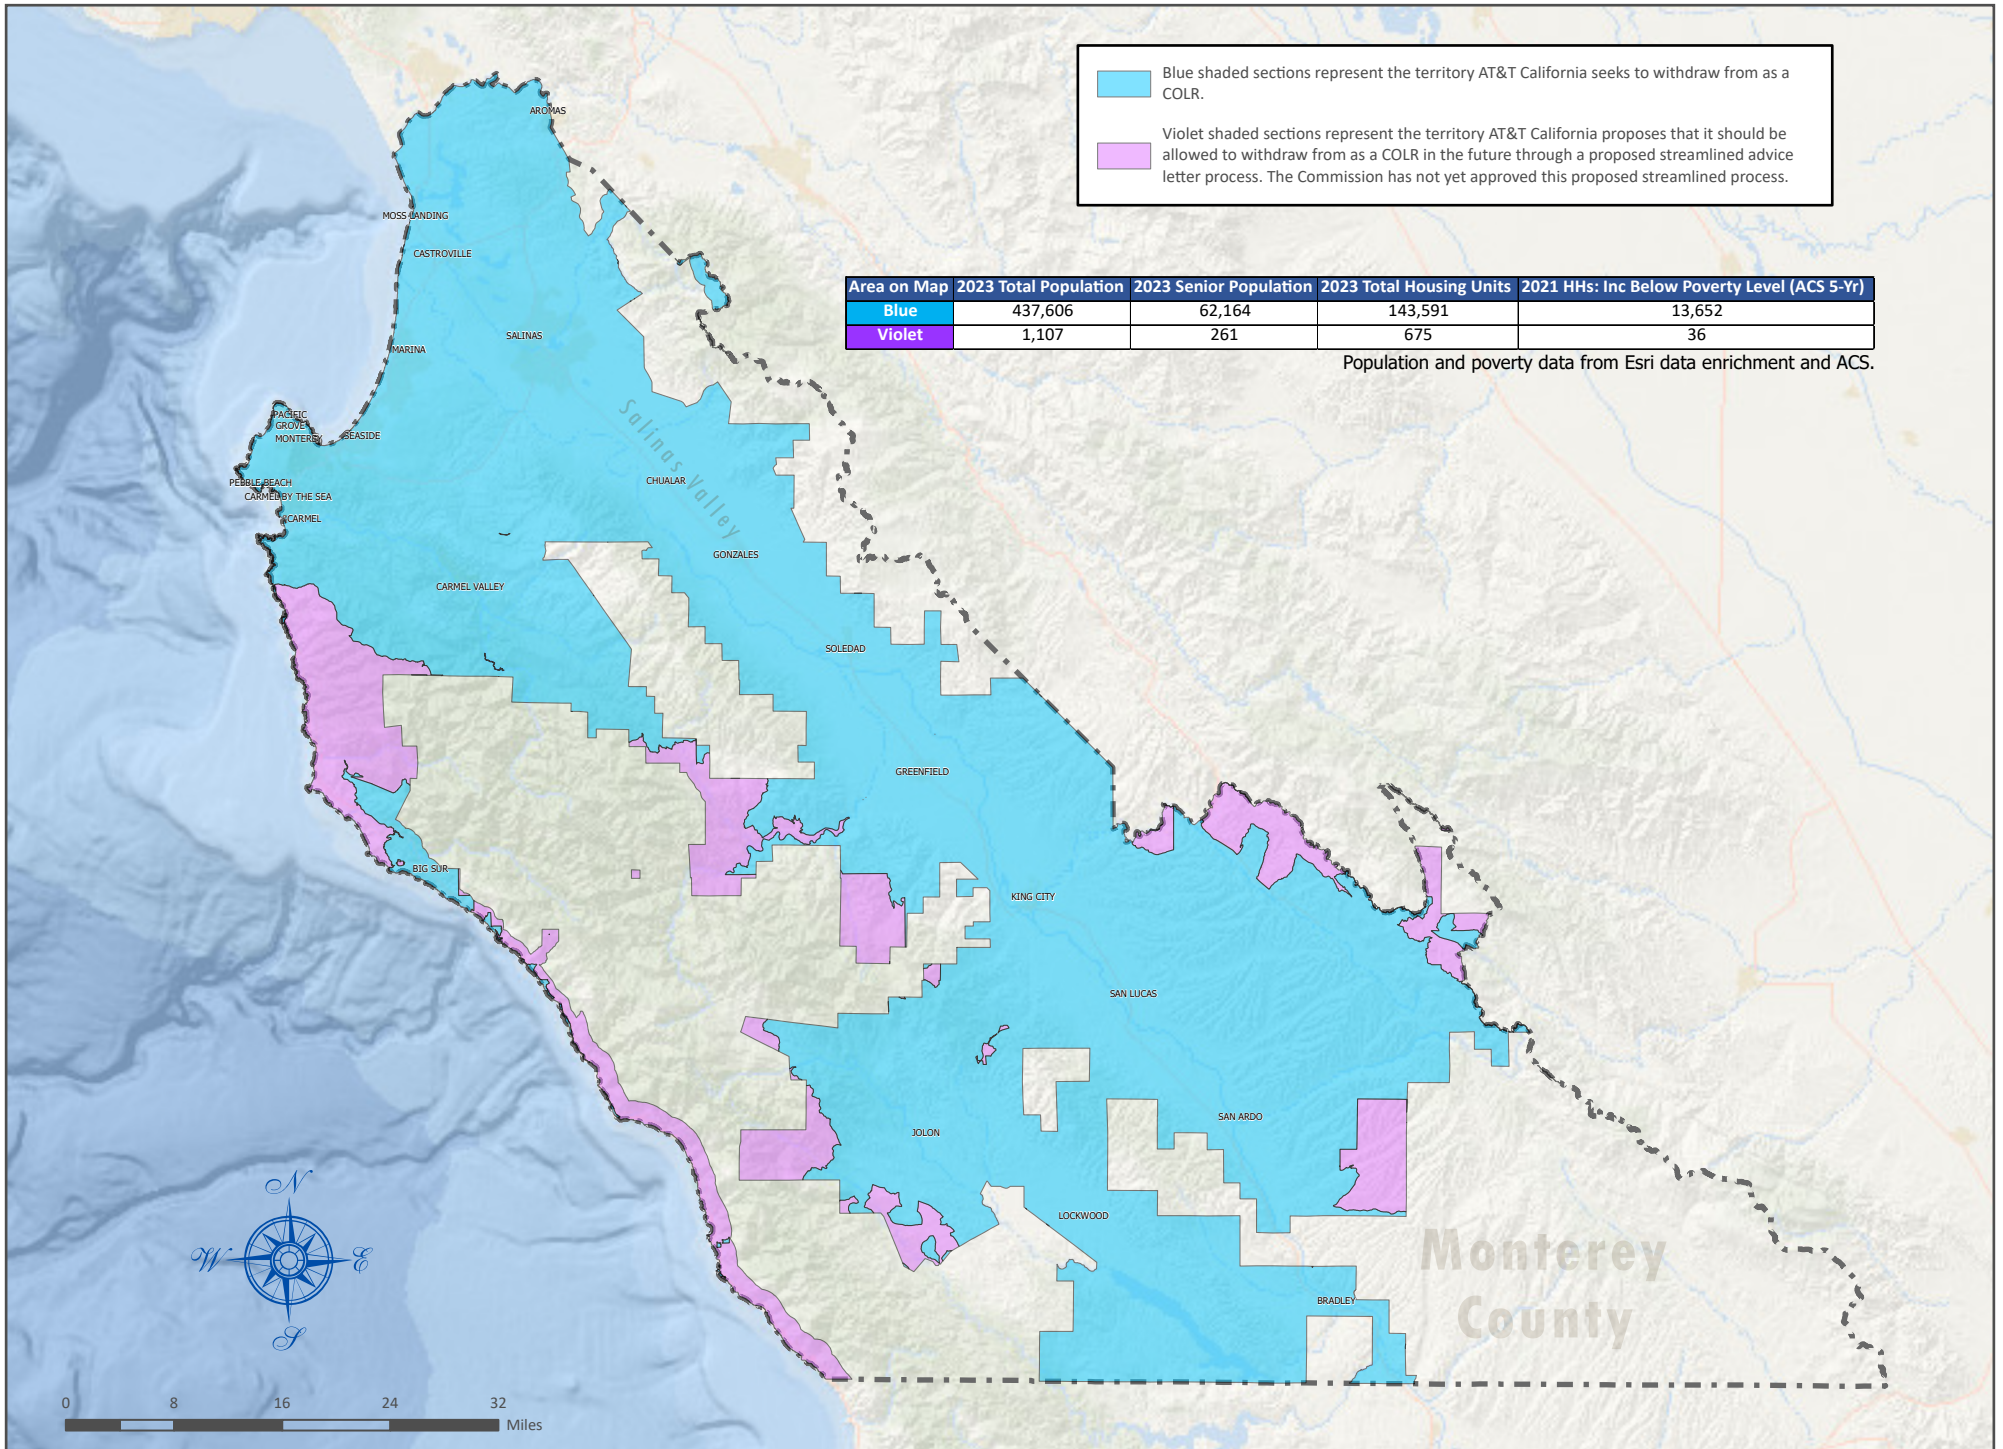 Blue shaded sections represent the territory AT&T California seeks to withdraw from as a
COLR.
Violet shaded sections represent the territory AT&T California proposes that it should be
allowed to withdraw from as a COLR in the future through a proposed streamlined advice
letter process. The Commission has not yet approved this proposed streamlined process.
Area on Map 2023 Total Population 2023 Senior Population 2023 Total Housing Units 2021 HHs: Inc Below Poverty Level (ACS 5-Yr)
Blue 437,606 62,164 143,591 13,652
Violet 1,107 261 675 36
Population and poverty data from Esri data enrichment and ACS.
AROMAS
MOSS LANDING
CASTROVILLE
SALINAS
MARINA
PACIFIC
GROVE
MONTEREY
SEASIDE
PEBBLE BEACH
CARMEL BY THE SEA
CARMEL
Salinas Valley
CHUALAR
GONZALES
CARMEL VALLEY
SOLEDAD
GREENFIELD
BIG SUR
KING CITY
SAN LUCAS
SAN ARDO
JOLON
LOCKWOOD
BRADLEY
Monterey
County
N
W
E
S
0 8 16 24 32
Miles